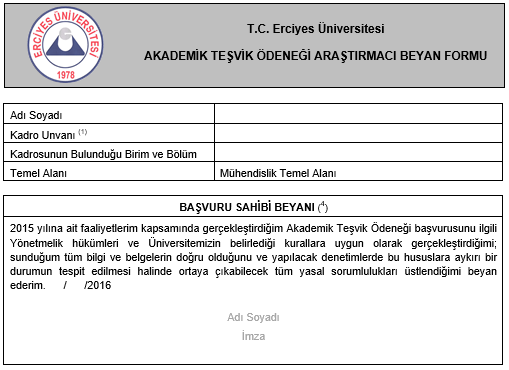 ERCİYES ÜNİVERSİTESİ
1978
T.C. Erciyes Üniversitesi
AKADEMİK TEŞVİK ÖDENEĞİ ARAŞTIRMACI BEYAN FORMU
Adı Soyadı
Kadro Unvanı (1)
Kadrosunun Bulunduğu Birim ve Bölüm
Temel Alanı Mühendislik Temel Alanı
BAŞVURU SAHİBİ BEYANI (4)
2015 yılına ait faaliyetlerim kapsamında gerçekleştirdiğim Akademik Teşvik Ödeneği başvurusunu ilgili
Yönetmelik hükümleri ve Üniversitemizin belirlediği kurallara uygun olarak gerçekleştirdiğimi;
sunduğum tüm bilgi ve belgelerin doğru olduğunu ve yapılacak denetimlerde bu hususlara aykırı bir
durumun tespit edilmesi halinde ortaya çıkabilecek tüm yasal sorumlulukları üstlendiğimi beyan
ederim. / /2016
Adı Soyadı
İmza